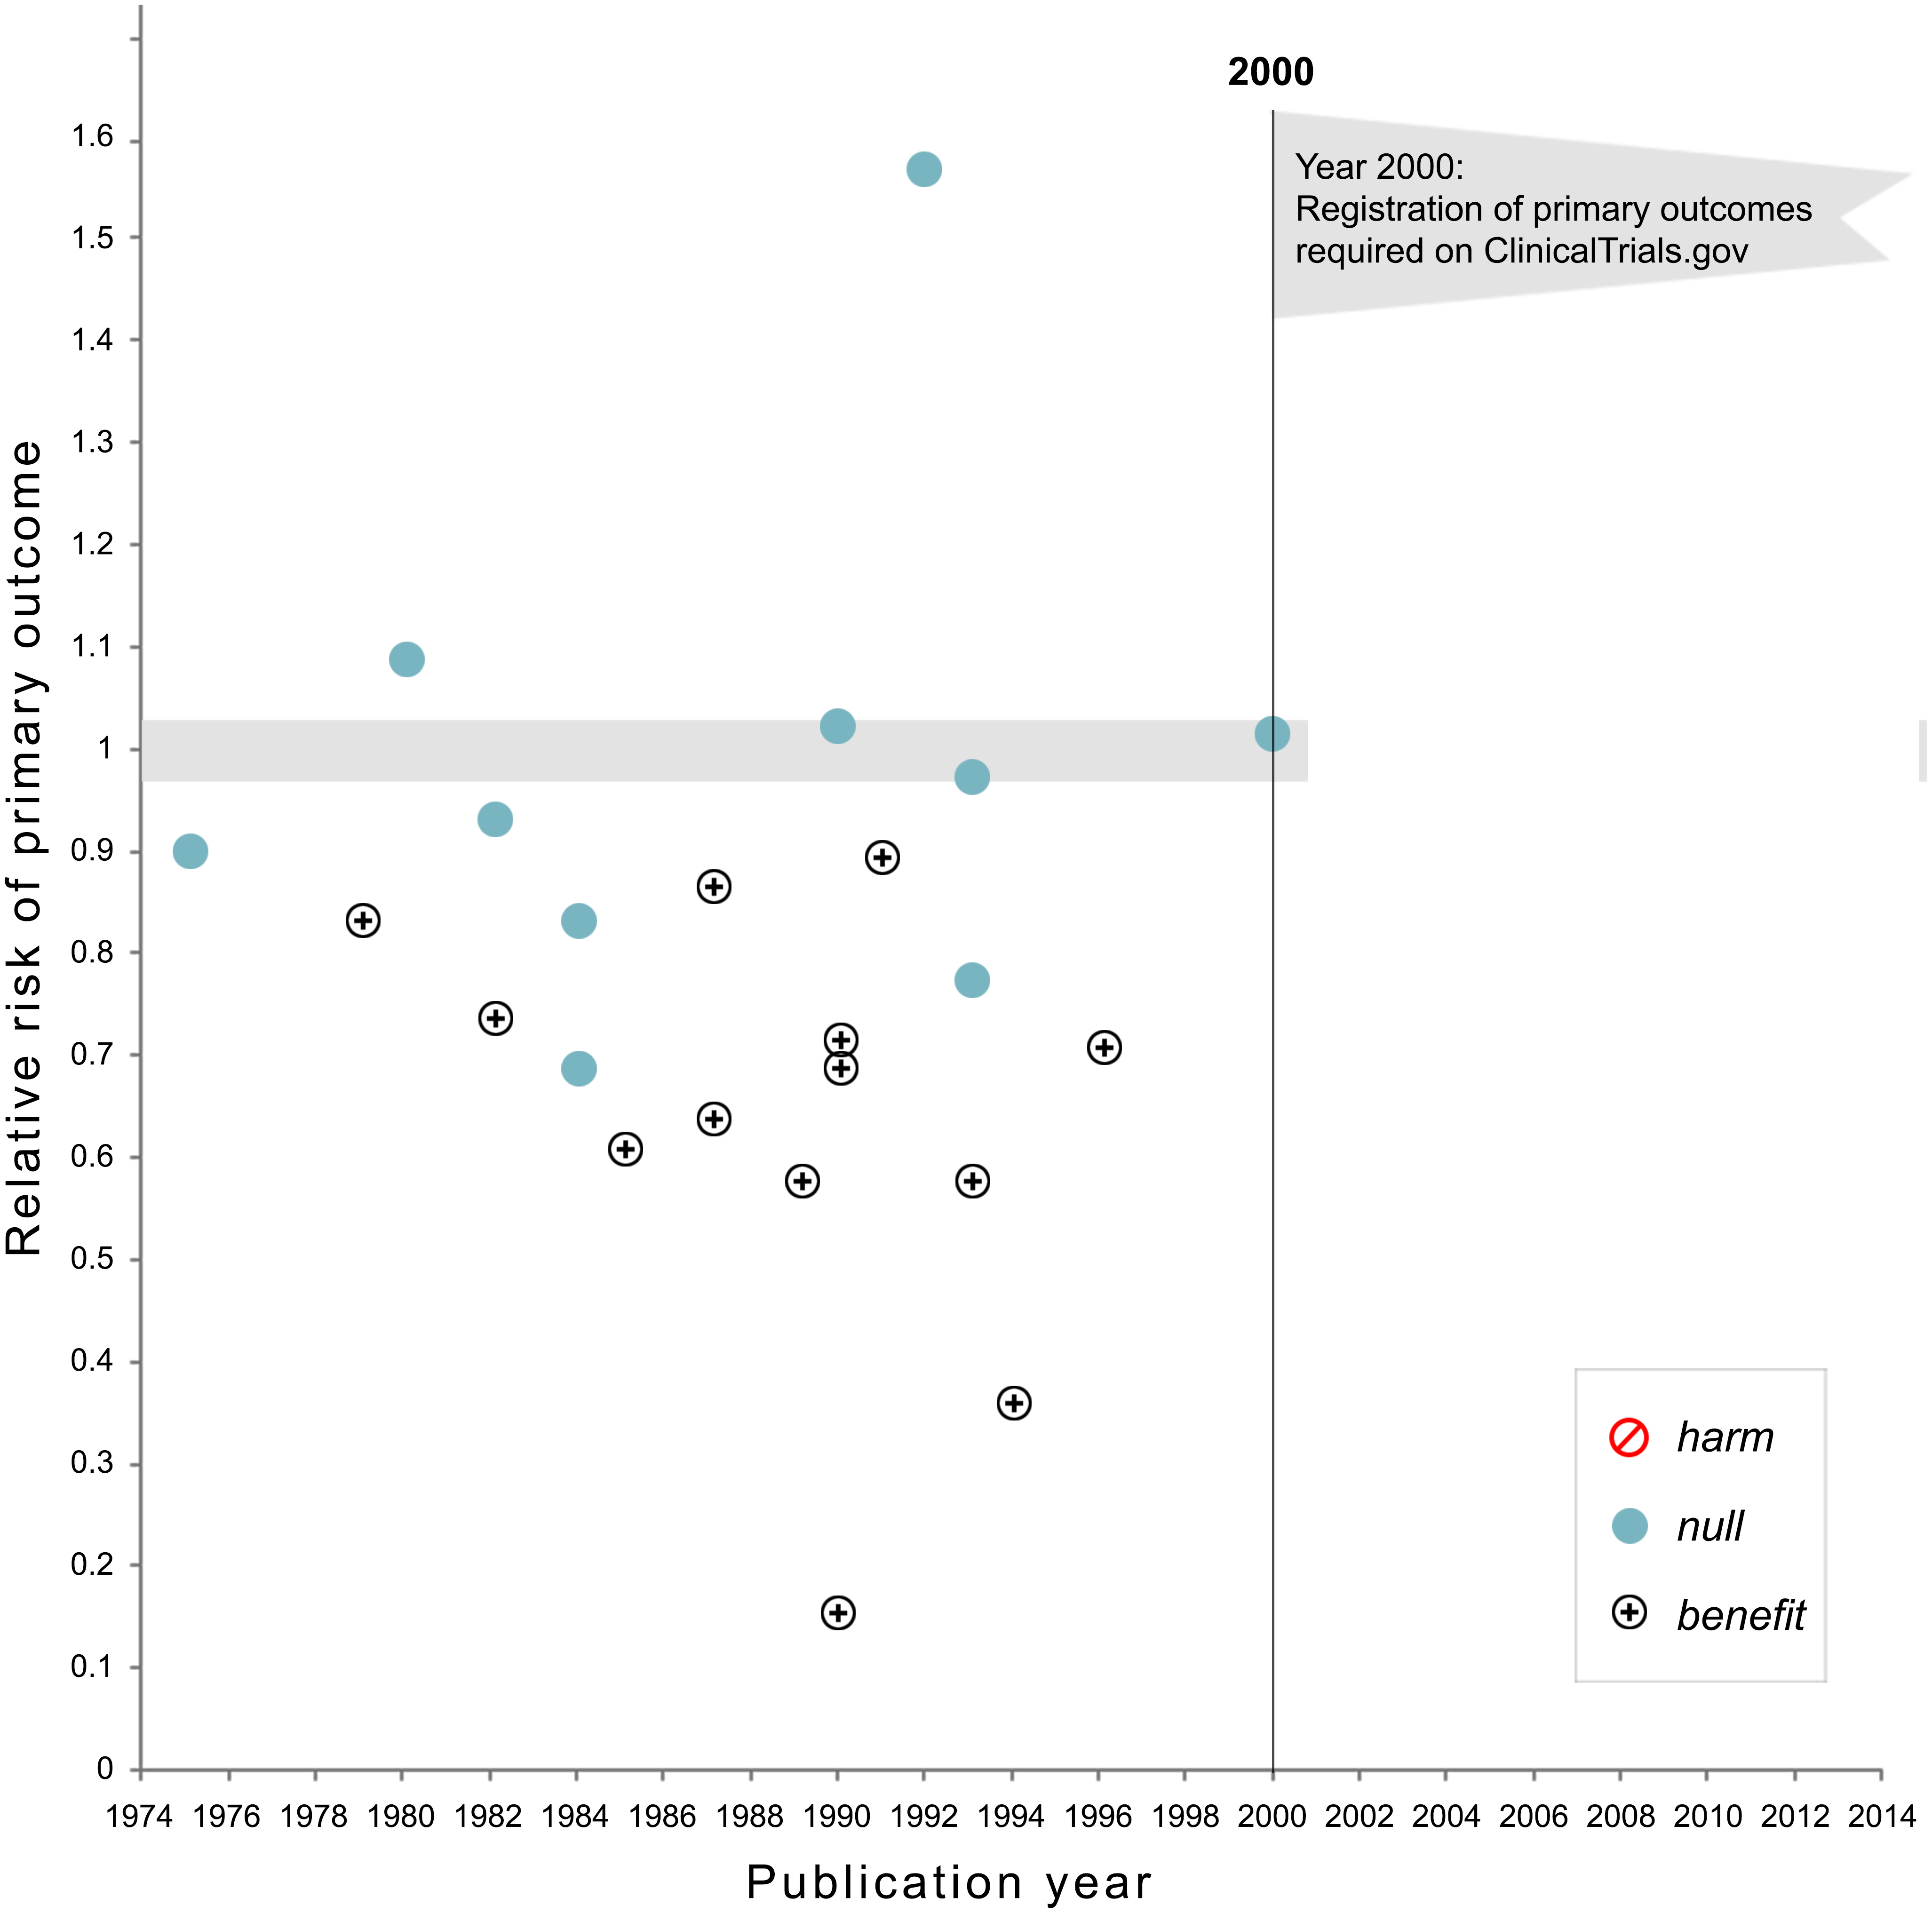 2000
Year 2000:
Registration of primary outcomes
required on ClinicalTrials.gov
Relative risk of primary outcome
1.6
1.5
1.4
1.3
1.2
1.1
1
0.9
0.8
0.7
0.6
0.5
0.4
0.3
0.2
0.1
0
harm
null
benefit
1974 1976 1978 1980 1982 1984 1986 1988 1990 1992 1994 1996 1998 2000 2002 2004 2006 2008 2010 2012 2014
Publication year